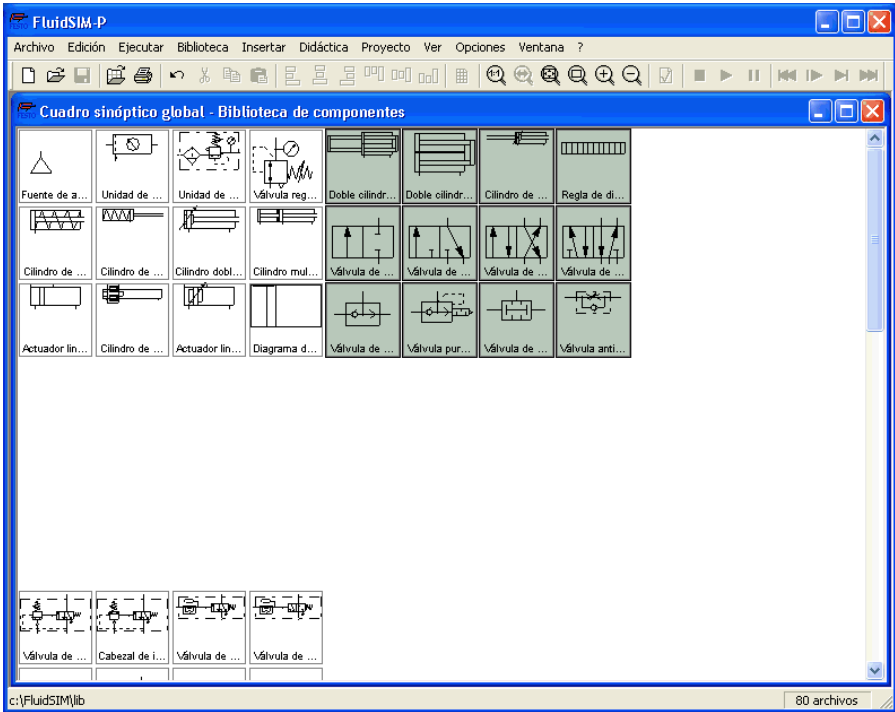 FluidSIM-P
Archivo Edición Ejecutar Biblioteca Insertar Didáctica Proyecto Ver Opciones Ventana ?
Cuadro sinóptico global - Biblioteca de componentes
Fuente de a... Unidad de ... Unidad de ... Válvula reg... Doble cilindr... Doble cilindr... Cilindro de ... Regla de di...
Cilindro de ... Cilindro de ... Cilindro dobl... Cilindro mul... Válvula de ... Válvula de ... Válvula de ... Válvula de ...
Actuador lin... Cilindro de ... Actuador lin... Diagrama d... Válvula de ... Válvula pur... Válvula de ... Válvula anti...
Válvula de ... Cabezal de i... Válvula de ... Válvula de ...
c:\FluidSIM\lib 80 archivos